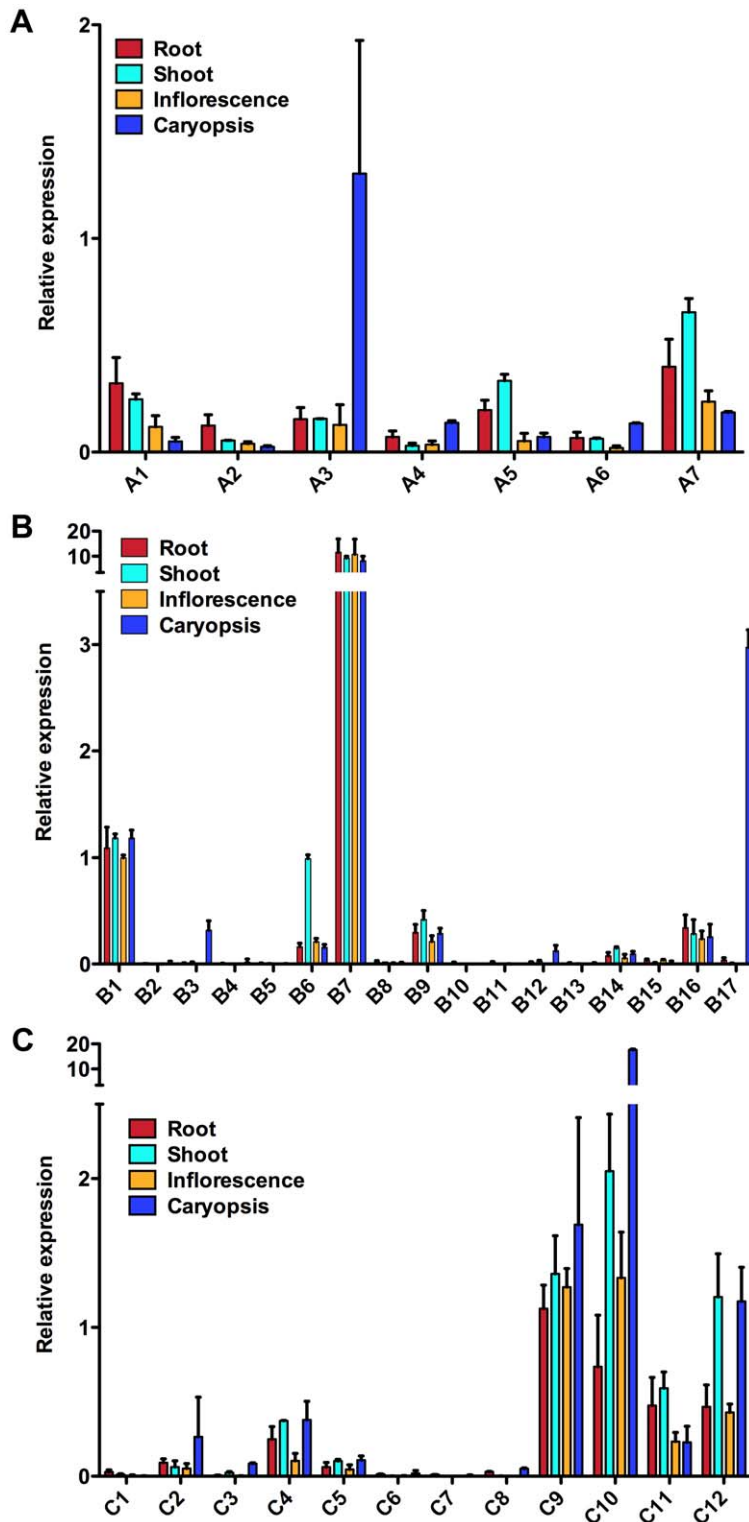 A
2
Root
Shoot
Inflorescence
Caryopsis
Relative expression
1
0
A1 A2 A3 A4 A5 A6 A7
B
20
10
Root
Shoot
Inflorescence
Caryopsis
3
Relative expression
2
1
0
B1 B2 B3 B4 B5 B6 B7 B8 B9 B10 B11 B12 B13 B14 B15 B16 B17
C
20
10
Root
Shoot
Inflorescence
Caryopsis
2
Relative expression
1
0
C1 C2 C3 C4 C5 C6 C7 C8 C9 C10 C11 C12